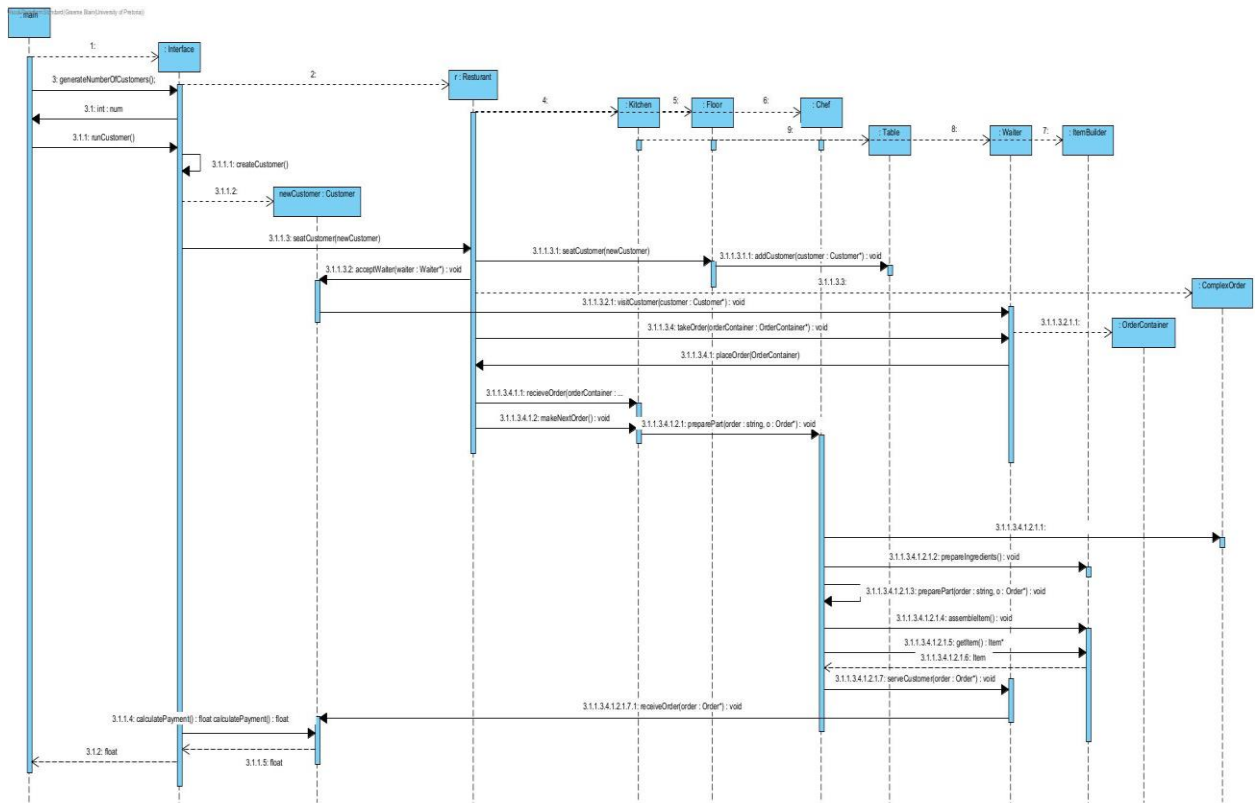 : main
Standard(Greeme Blain(University of Pretoria))
1:
: Interface
3: generateNumberOfCustomers();
2:
r : Resturant
3.1: int : num
4:
: Kitchen
5:
: Floor
6:
: Chef
3.1.1: runCustomer()
9:
: Table
8:
: Waiter
7:
: ItemBuilder
3.1.1.1: createCustomer()
3.1.1.2:
newCustomer : Customer
3.1.1.3: seatCustomer(newCustomer)
3.1.1.3.1: seatCustomer(newCustomer)
3.1.1.3.1.1: addCustomer(customer : Customer*) : void
3.1.1.3.2: acceptWaiter(waiter : Waiter*) : void
3.1.1.3.3:
: ComplexOrder
3.1.1.3.2.1: visitCustomer(customer : Customer*) : void
3.1.1.3.2.1.1:
: OrderContainer
3.1.1.3.4: takeOrder(orderContainer : OrderContainer*) : void
3.1.1.3.4.1: placeOrder(OrderContainer)
3.1.1.3.4.1.1: recieveOrder(orderContainer : ...
3.1.1.3.4.1.2: makeNextOrder() : void
3.1.1.3.4.1.2.1: preparePart(order : string, o : Order*) : void
3.1.1.3.4.1.2.1.1:
3.1.1.3.4.1.2.1.2: prepareIngredients() : void
3.1.1.3.4.1.2.1.3: preparePart(order : string, o : Order*) : void
3.1.1.3.4.1.2.1.4: assembleItem() : void
3.1.1.3.4.1.2.1.5: getItem() : Item*
3.1.1.3.4.1.2.1.6: Item
3.1.1.3.4.1.2.1.7: serveCustomer(order : Order*) : void
3.1.1.3.4.1.2.1.7.1: receiveOrder(order : Order*) : void
3.1.1.4: calculatePayment() : float calculatePayment() : float
3.1.2: float
3.1.1.5: float